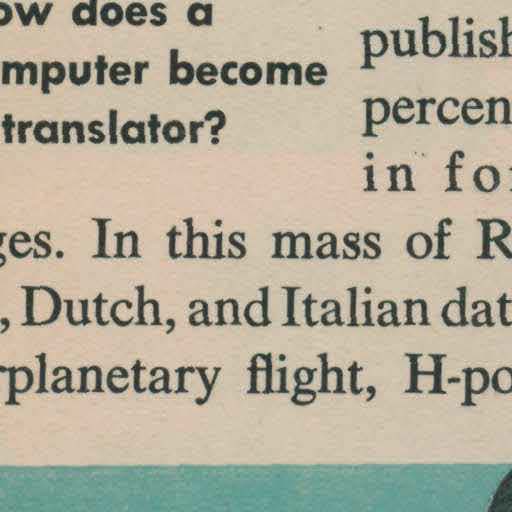 ow does a
mputer become
translator?
publish
percen
in for
ges. In this mass of R
, Dutch, and Italian dat
rplanetary flight, H-po